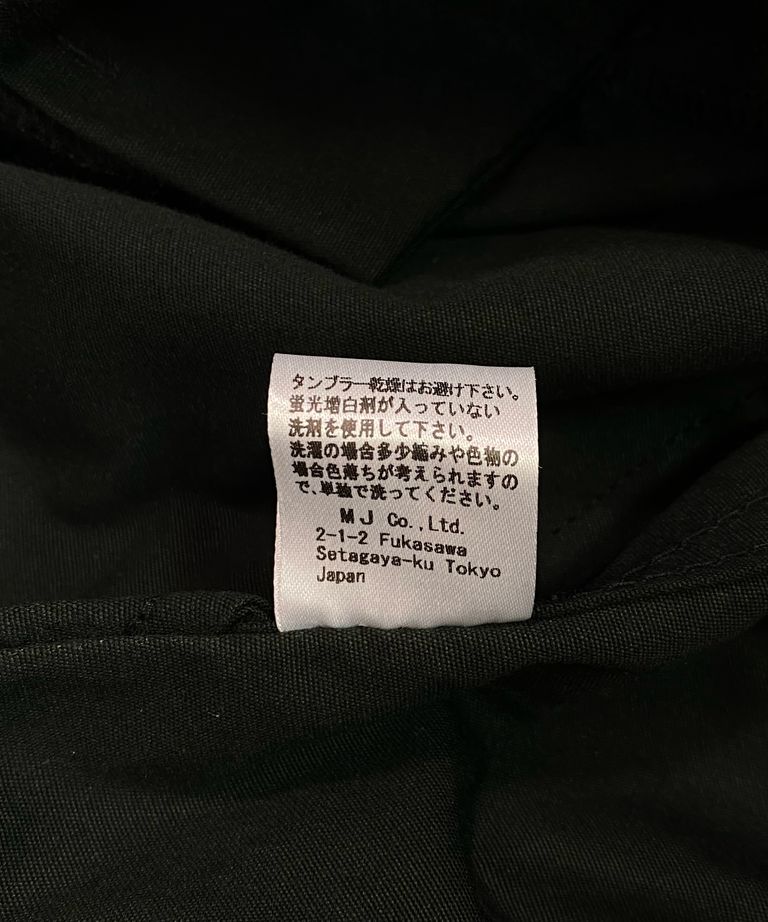 タンブラー乾燥はお避け下さい。
蛍光増白剤が入っていない
洗剤を使用して下さい。
洗濯の場合多少縮みや色物の
場合色落ちが考えられますの
で、単独で洗ってください。
MJ Co.,Ltd.
2-1-2 Fukasawa
Setagaya-ku Tokyo
Japan